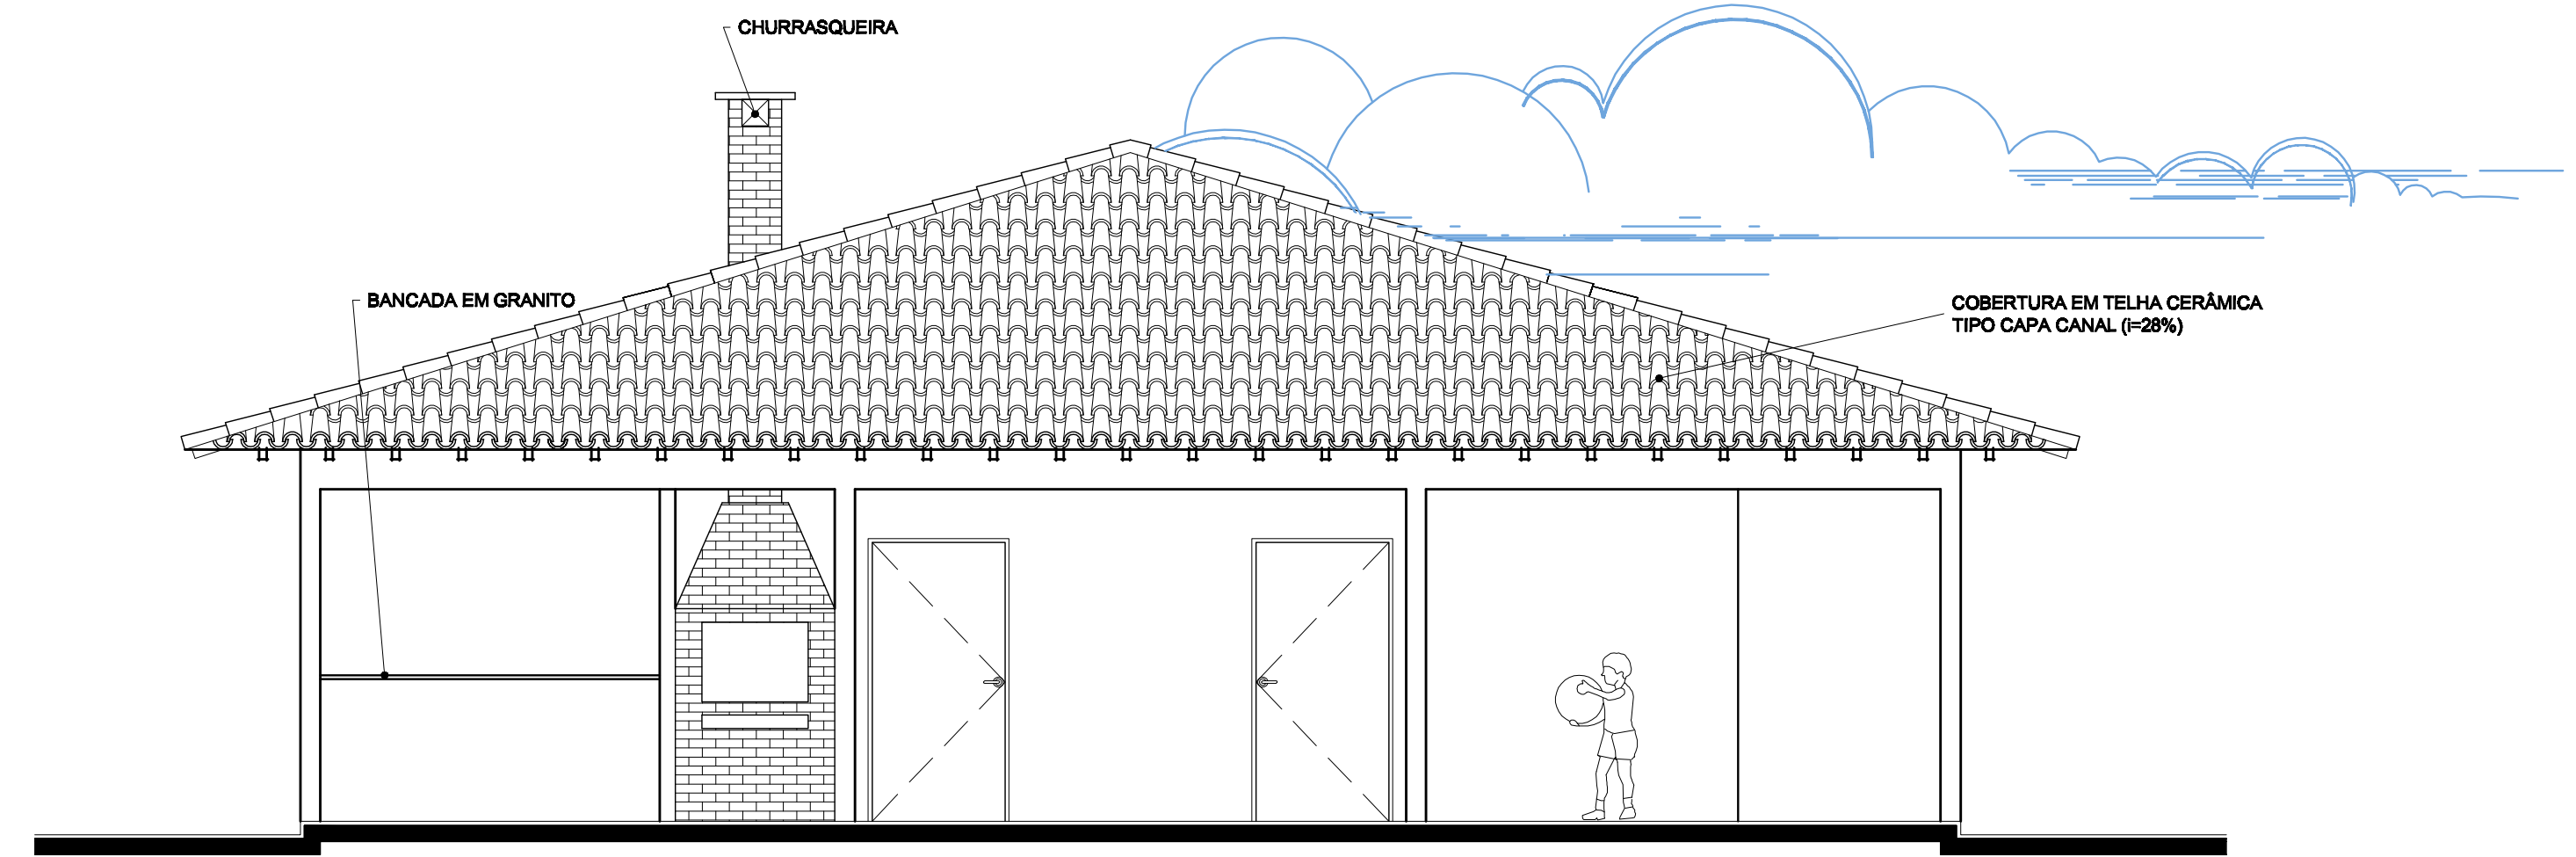 CHURRASQUEIRA
BANCADA EM GRANITO
COBERTURA EM TELHA CERÂMICA
TIPO CAPA CANAL (i=28%)